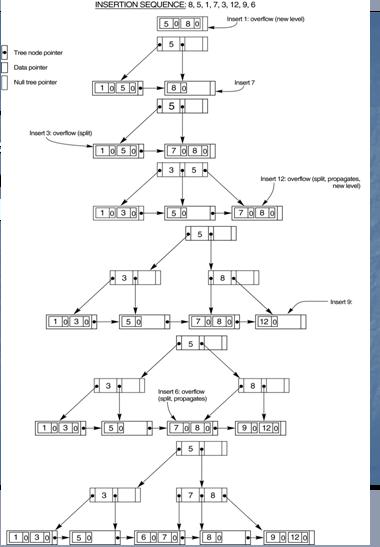 INSERTION SEQUENCE: 8, 5, 1, 7, 3, 12, 9, 6
5 0 8 0
Insert 1: overflow (new level)
Tree node pointer
Data pointer
Null tree pointer
5
1 0 5 0 8 0
Insert 7
5
Insert 3: overflow (split)
1 0 5 0 7 0 8 0
3 5
Insert 12: overflow (split, propagates,
new level)
1 0 3 0 5 0 7 0 8 0
5
3 8
Insert 9:
1 0 3 0 5 0 7 0 8 0 12 0
5
3 8
Insert 6: overflow
(split, propagates)
1 0 3 0 5 0 7 0 8 0 9 0 12 0
5
3 7 8
1 0 3 0 5 0 6 0 7 0 8 0 9 0 12 0